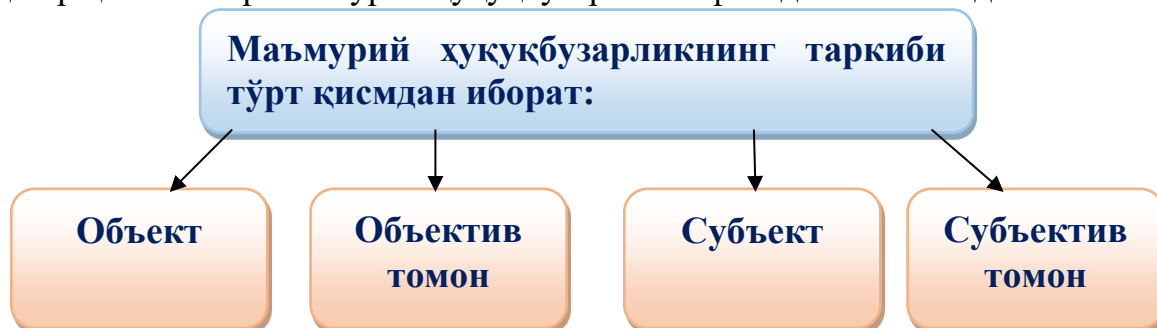 Маъмурий ҳуқуқбузарликнинг таркиби
тўрт қисмдан иборат:
Объект
Объектив
томон
Субъект
Субъектив
томон